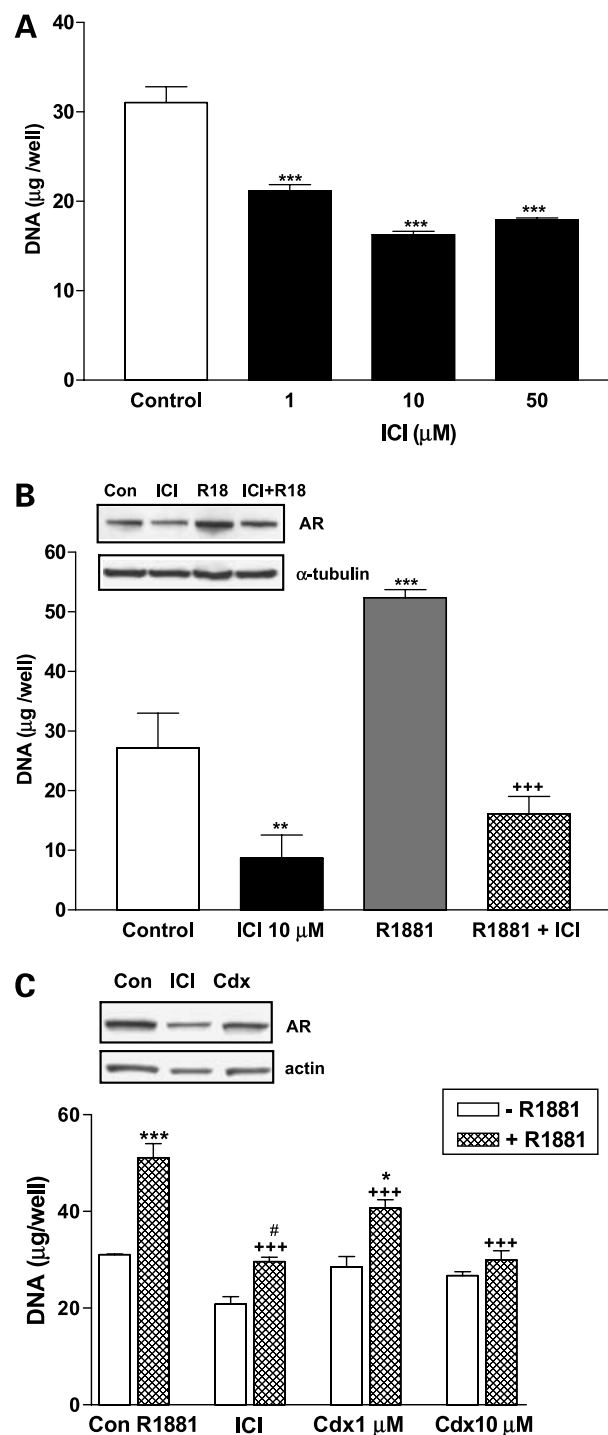 A
40
30
20
10
0
DNA (μg /well)
***
***
***
Control 1 10 50
ICI (μM)
B
Con ICI R18 ICI+R18
AR
α-tubulin
60
50
40
30
20
10
0
DNA (μg /well)
**
***
+++
Control ICI 10 μM R1881 R1881 + ICI
C
Con ICI Cdx
AR
actin
- R1881
+ R1881
60
40
20
0
DNA (μg/well)
***
#
+++
*
+++
+++
Con R1881 ICI Cdx1 μM Cdx10 μM